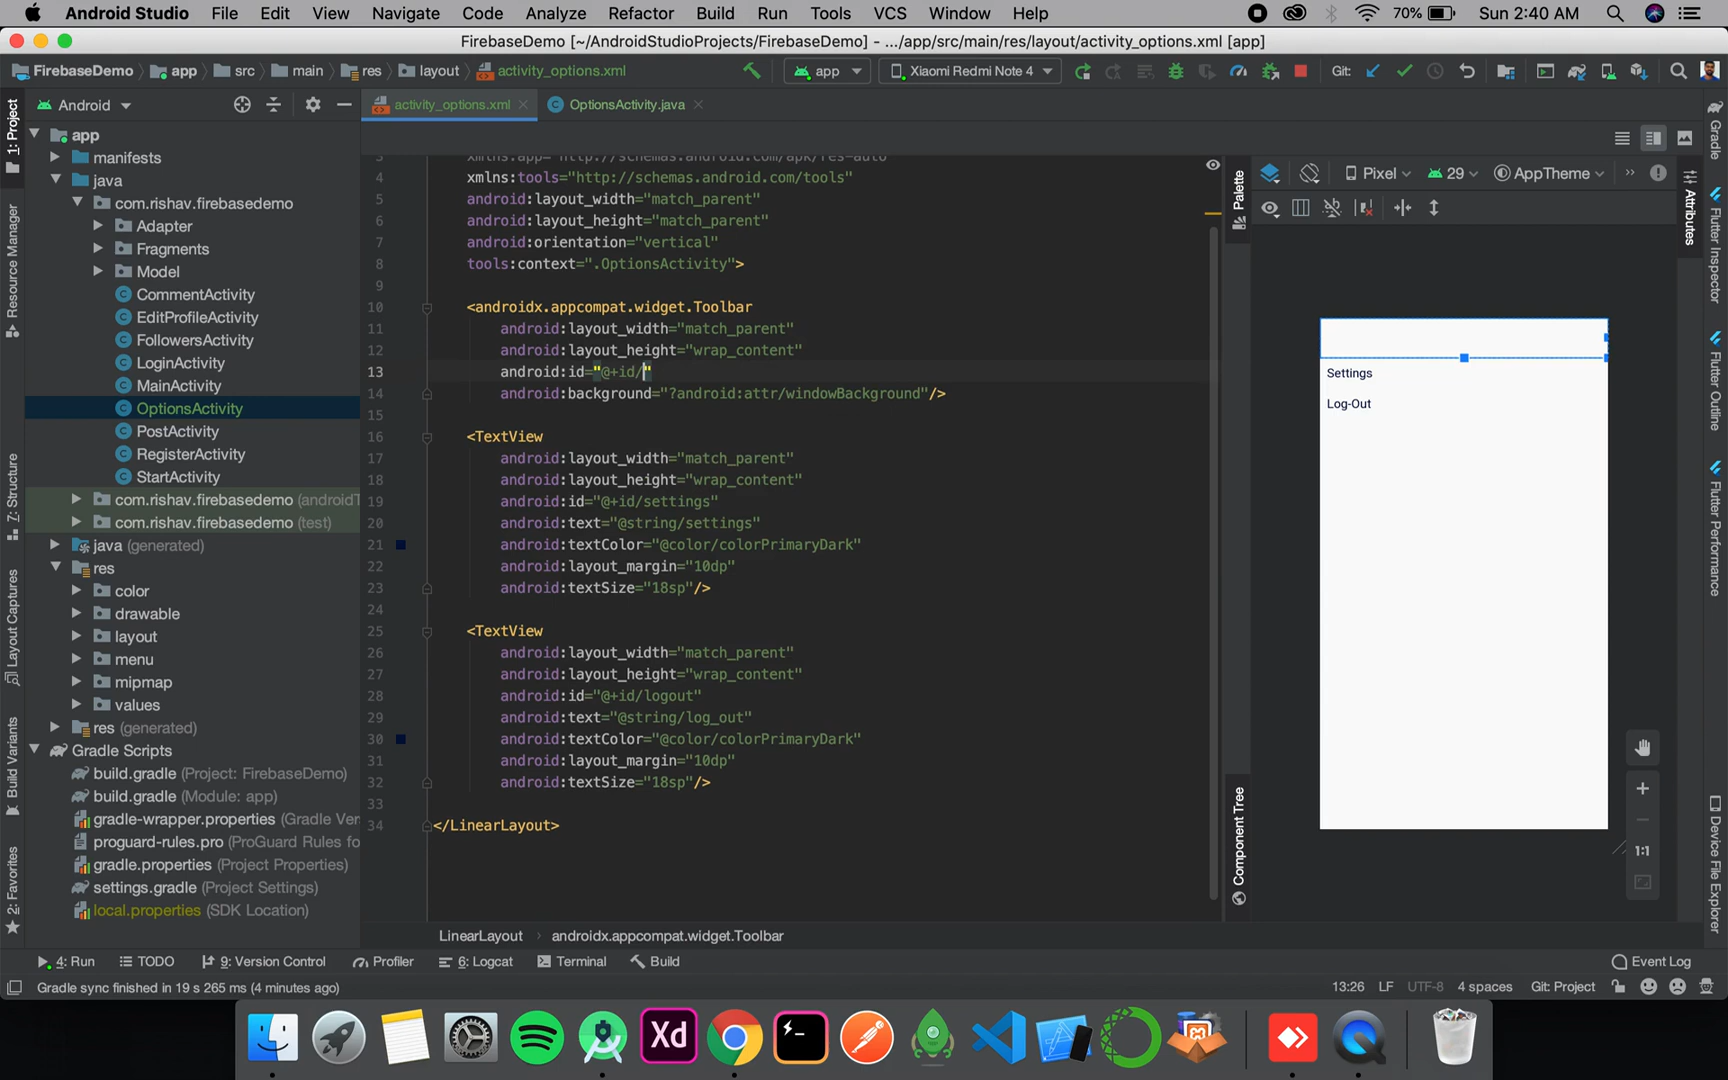 Android Studio File Edit View Navigate Code Analyze Refactor Build Run Tools VCS Window Help 70% Sun 2:40 AM
FirebaseDemo [~/AndroidStudioProjects/FirebaseDemo] - .../app/src/main/res/layout/activity_options.xml [app]
FirebaseDemo app src main res layout activity_options.xml app Xiaomi Redmi Note 4 Git:
Android activity_options.xml OptionsActivity.java
1: Project
Resource Manager
7: Structure
Layout Captures
Build Variants
2: Favorites
app
manifests
java
com.rishav.firebasedemo
Adapter
Fragments
Model
CommentActivity
EditProfileActivity
FollowersActivity
LoginActivity
MainActivity
OptionsActivity
PostActivity
RegisterActivity
StartActivity
com.rishav.firebasedemo (androidT
com.rishav.firebasedemo (test)
java (generated)
res
color
drawable
layout
menu
mipmap
values
res (generated)
Gradle Scripts
build.gradle (Project: FirebaseDemo)
build.gradle (Module: app)
gradle-wrapper.properties (Gradle Ver
proguard-rules.pro (ProGuard Rules fo
gradle.properties (Project Properties)
settings.gradle (Project Settings)
local.properties (SDK Location)
3 xmlns:app="http://schemas.android.com/apk/res-auto"
4 xmlns:tools="http://schemas.android.com/tools"
5 android:layout_width="match_parent"
6 android:layout_height="match_parent"
7 android:orientation="vertical"
8 tools:context=".OptionsActivity">
9
10 <androidx.appcompat.widget.Toolbar
11 android:layout_width="match_parent"
12 android:layout_height="wrap_content"
13 android:id="@+id/"
14 android:background="?android:attr/windowBackground"/>
15
16 <TextView
17 android:layout_width="match_parent"
18 android:layout_height="wrap_content"
19 android:id="@+id/settings"
20 android:text="@string/settings"
21 android:textColor="@color/colorPrimaryDark"
22 android:layout_margin="10dp"
23 android:textSize="18sp"/>
24
25 <TextView
26 android:layout_width="match_parent"
27 android:layout_height="wrap_content"
28 android:id="@+id/logout"
29 android:text="@string/log_out"
30 android:textColor="@color/colorPrimaryDark"
31 android:layout_margin="10dp"
32 android:textSize="18sp"/>
33
34 </LinearLayout>
LinearLayout › androidx.appcompat.widget.Toolbar
Palette
Component Tree
Pixel 29 AppTheme
Settings
Log-Out
1:1
Attributes
Gradle
Flutter Inspector
Flutter Outline
Flutter Performance
Device File Explorer
4: Run TODO 9: Version Control Profiler 6: Logcat Terminal Build Event Log
Gradle sync finished in 19 s 265 ms (4 minutes ago) 13:26 LF UTF-8 4 spaces Git: Project
Xd